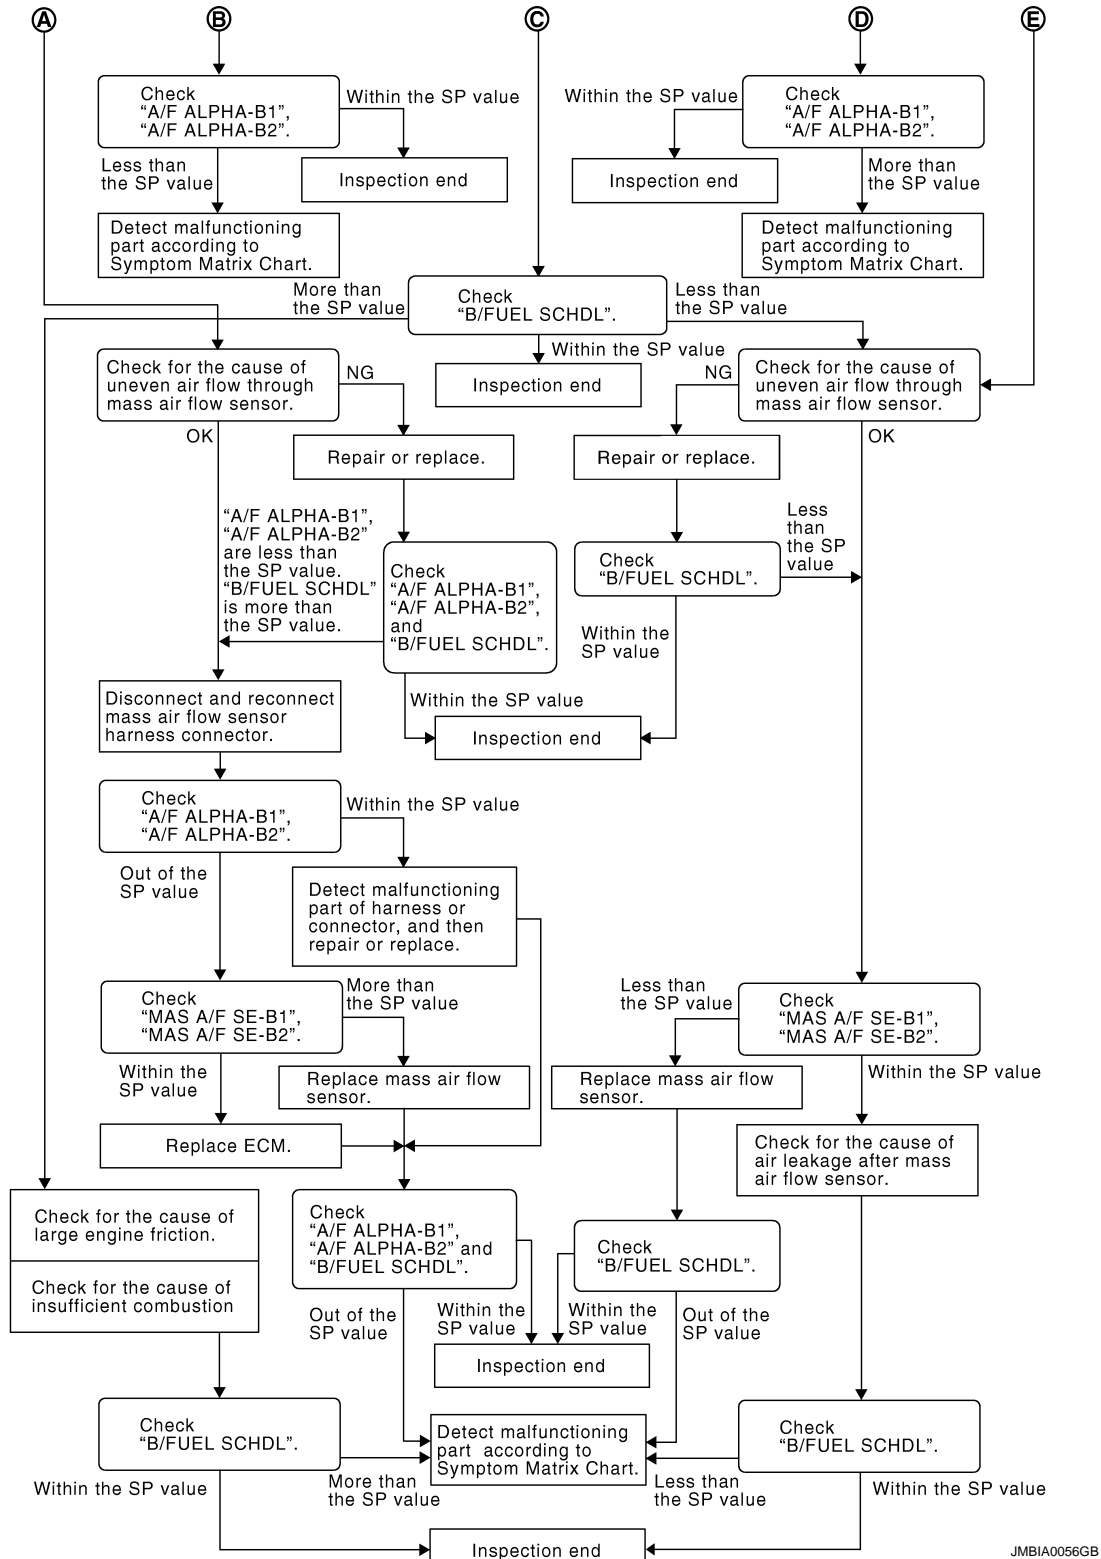 A
B
C
D
E
Check
“A/F ALPHA-B1”,
“A/F ALPHA-B2”.
Within the SP value
Within the SP value
Check
“A/F ALPHA-B1”,
“A/F ALPHA-B2”.
Less than
the SP value
Inspection end
Inspection end
More than
the SP value
Detect malfunctioning
part according to
Symptom Matrix Chart.
Detect malfunctioning
part according to
Symptom Matrix Chart.
More than
the SP value
Check
“B/FUEL SCHDL”.
Less than
the SP value
Within the SP value
Inspection end
Check for the cause of
uneven air flow through
mass air flow sensor.
NG
NG
Check for the cause of
uneven air flow through
mass air flow sensor.
OK
OK
Repair or replace.
Repair or replace.
“A/F ALPHA-B1”,
“A/F ALPHA-B2”
are less than
the SP value.
“B/FUEL SCHDL”
is more than
the SP value.
Check
“A/F ALPHA-B1”,
“A/F ALPHA-B2”,
and
“B/FUEL SCHDL”.
Check
“B/FUEL SCHDL”.
Less
than
the SP
value
Within the
SP value
Within the SP value
Inspection end
Disconnect and reconnect
mass air flow sensor
harness connector.
Check
“A/F ALPHA-B1”,
“A/F ALPHA-B2”.
Within the SP value
Out of the
SP value
Detect malfunctioning
part of harness or
connector, and then
repair or replace.
Check
“MAS A/F SE-B1”,
“MAS A/F SE-B2”.
More than
the SP value
Less than
the SP value
Check
“MAS A/F SE-B1”,
“MAS A/F SE-B2”.
Within the
SP value
Replace mass air flow
sensor.
Replace mass air flow
sensor.
Within the SP value
Replace ECM.
Check for the cause of
air leakage after mass
air flow sensor.
Check for the cause of
large engine friction.
Check for the cause of
insufficient combustion
Check
“A/F ALPHA-B1”,
“A/F ALPHA-B2” and
“B/FUEL SCHDL”.
Check
“B/FUEL SCHDL”.
Out of the
SP value
Within the
SP value
Within the
SP value
Out of the
SP value
Inspection end
Check
“B/FUEL SCHDL”.
Detect malfunctioning
part according to
Symptom Matrix Chart.
Check
“B/FUEL SCHDL”.
Within the SP value
More than
the SP value
Less than
the SP value
Within the SP value
Inspection end
JMBIA0056GB